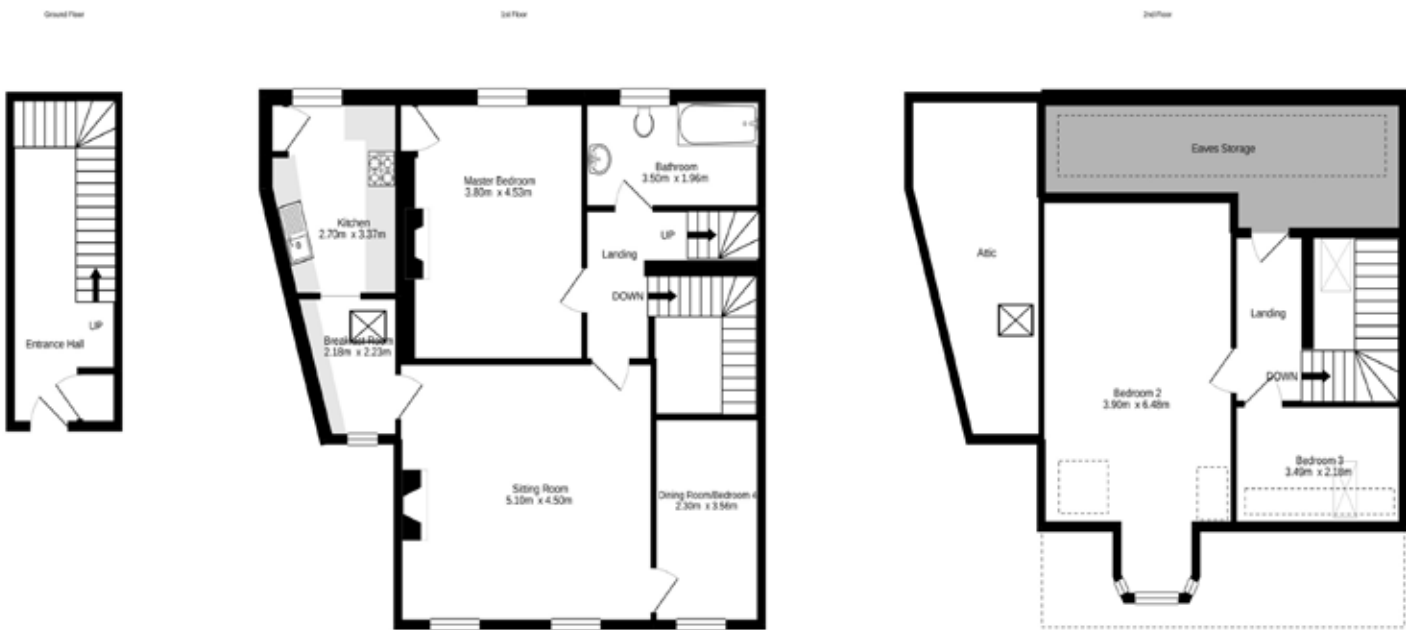 Ground Floor
1st Floor
2nd Floor
UP
Entrance Hall
Kitchen
2.70m x 3.37m
Breakfast Room
2.18m x 2.23m
Master Bedroom
3.80m x 4.53m
Bathroom
3.50m x 1.96m
UP
Landing
DOWN
Sitting Room
5.10m x 4.50m
Dining Room/Bedroom 4
2.30m x 3.56m
Eaves Storage
Attic
Landing
DOWN
Bedroom 2
3.90m x 6.48m
Bedroom 3
3.49m x 2.18m